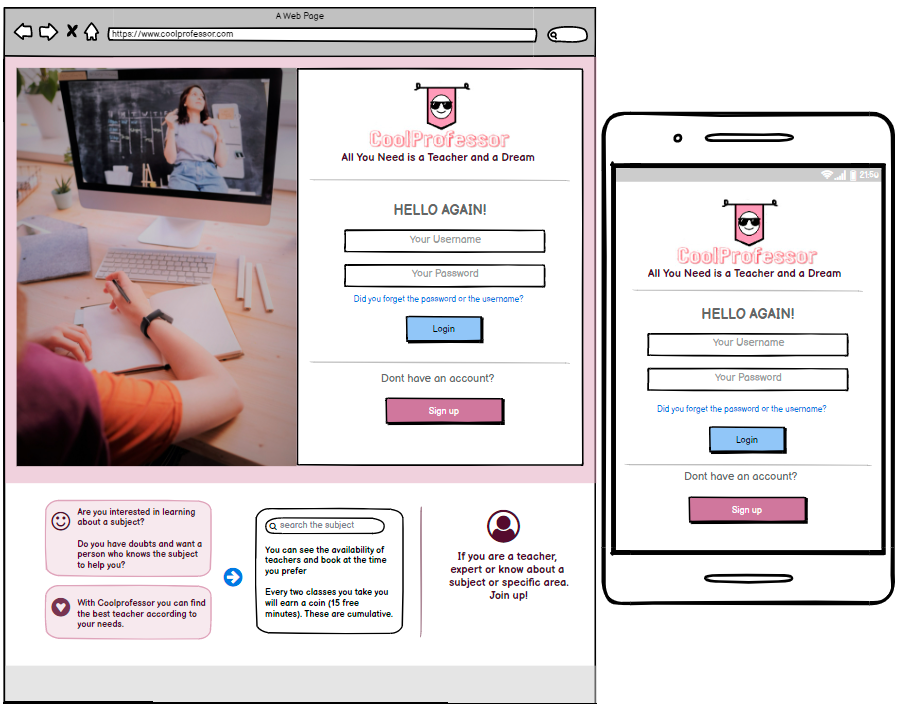 A Web Page
https://www.coolprofessor.com
CoolProfessor
All You Need is a Teacher and a Dream
HELLO AGAIN!
Your Username
Your Password
Did you forget the password or the username?
Login
Dont have an account?
Sign up
Are you interested in learning
about a subject?
Do you have doubts and want a
person who knows the subject
to help you?
With Coolprofessor you can find
the best teacher according to
your needs.
search the subject
You can see the availability of
teachers and book at the time
you prefer
Every two classes you take you
will earn a coin (15 free
minutes). These are cumulative.
If you are a teacher,
expert or know about a
subject or specific area.
Join up!
21:50
CoolProfessor
All You Need is a Teacher and a Dream
HELLO AGAIN!
Your Username
Your Password
Did you forget the password or the username?
Login
Dont have an account?
Sign up